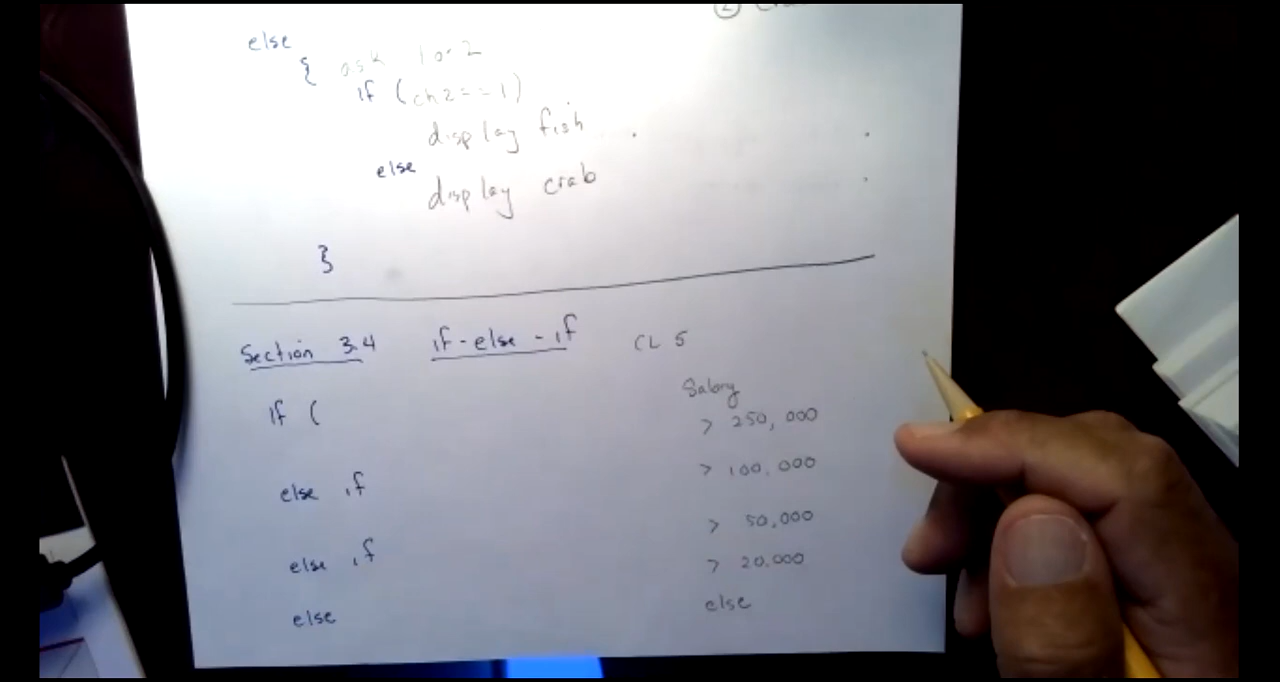 ②
else
{ ask 1 or 2
if (ch2 == 1)
display fish
else
display crab
}
Section 3.4 if-else-if CL 5
Salary
if (
> 250,000
> 100,000
else if
> 50,000
else if
> 20,000
else
else